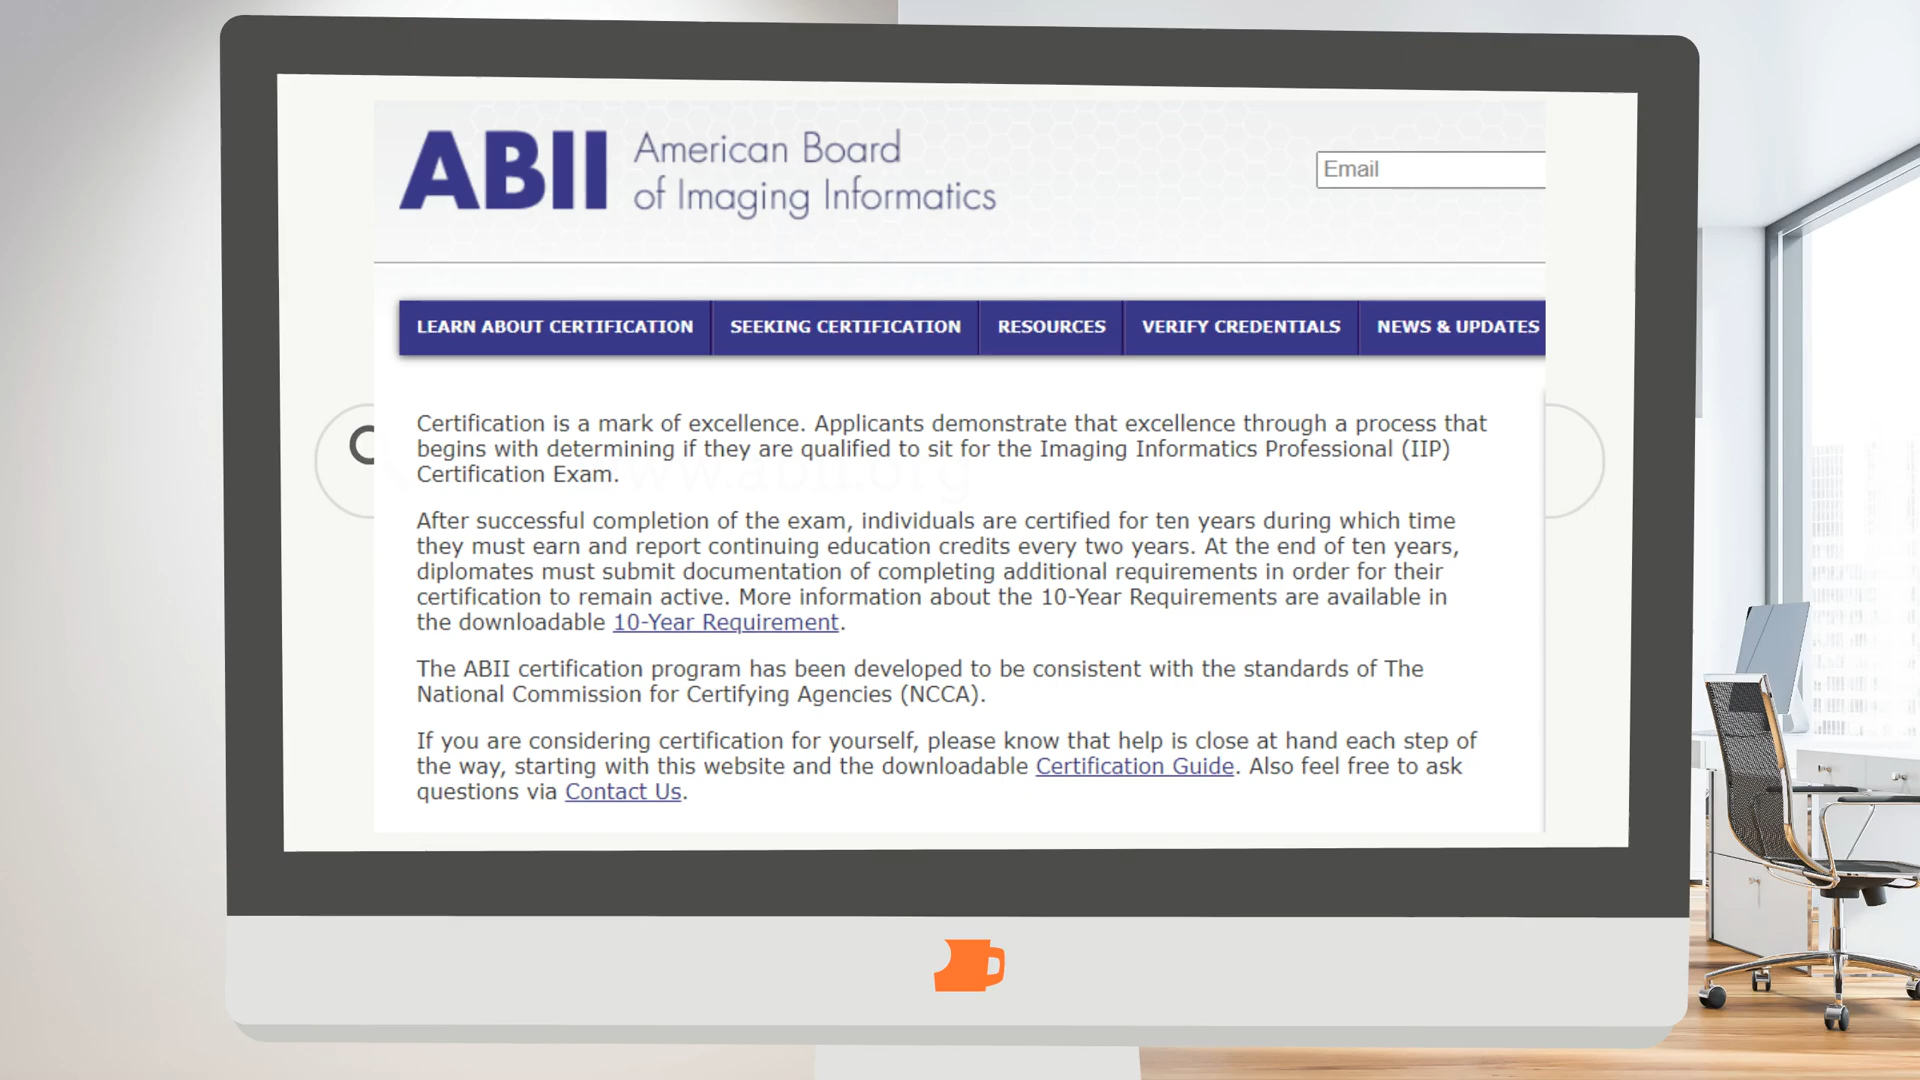 ABII American Board
of Imaging Informatics
Email
LEARN ABOUT CERTIFICATION SEEKING CERTIFICATION RESOURCES VERIFY CREDENTIALS NEWS & UPDATES
Certification is a mark of excellence. Applicants demonstrate that excellence through a process that
begins with determining if they are qualified to sit for the Imaging Informatics Professional (IIP)
Certification Exam.
www.abii.org
After successful completion of the exam, individuals are certified for ten years during which time
they must earn and report continuing education credits every two years. At the end of ten years,
diplomates must submit documentation of completing additional requirements in order for their
certification to remain active. More information about the 10-Year Requirements are available in
the downloadable 10-Year Requirement.
The ABII certification program has been developed to be consistent with the standards of The
National Commission for Certifying Agencies (NCCA).
If you are considering certification for yourself, please know that help is close at hand each step of
the way, starting with this website and the downloadable Certification Guide. Also feel free to ask
questions via Contact Us.